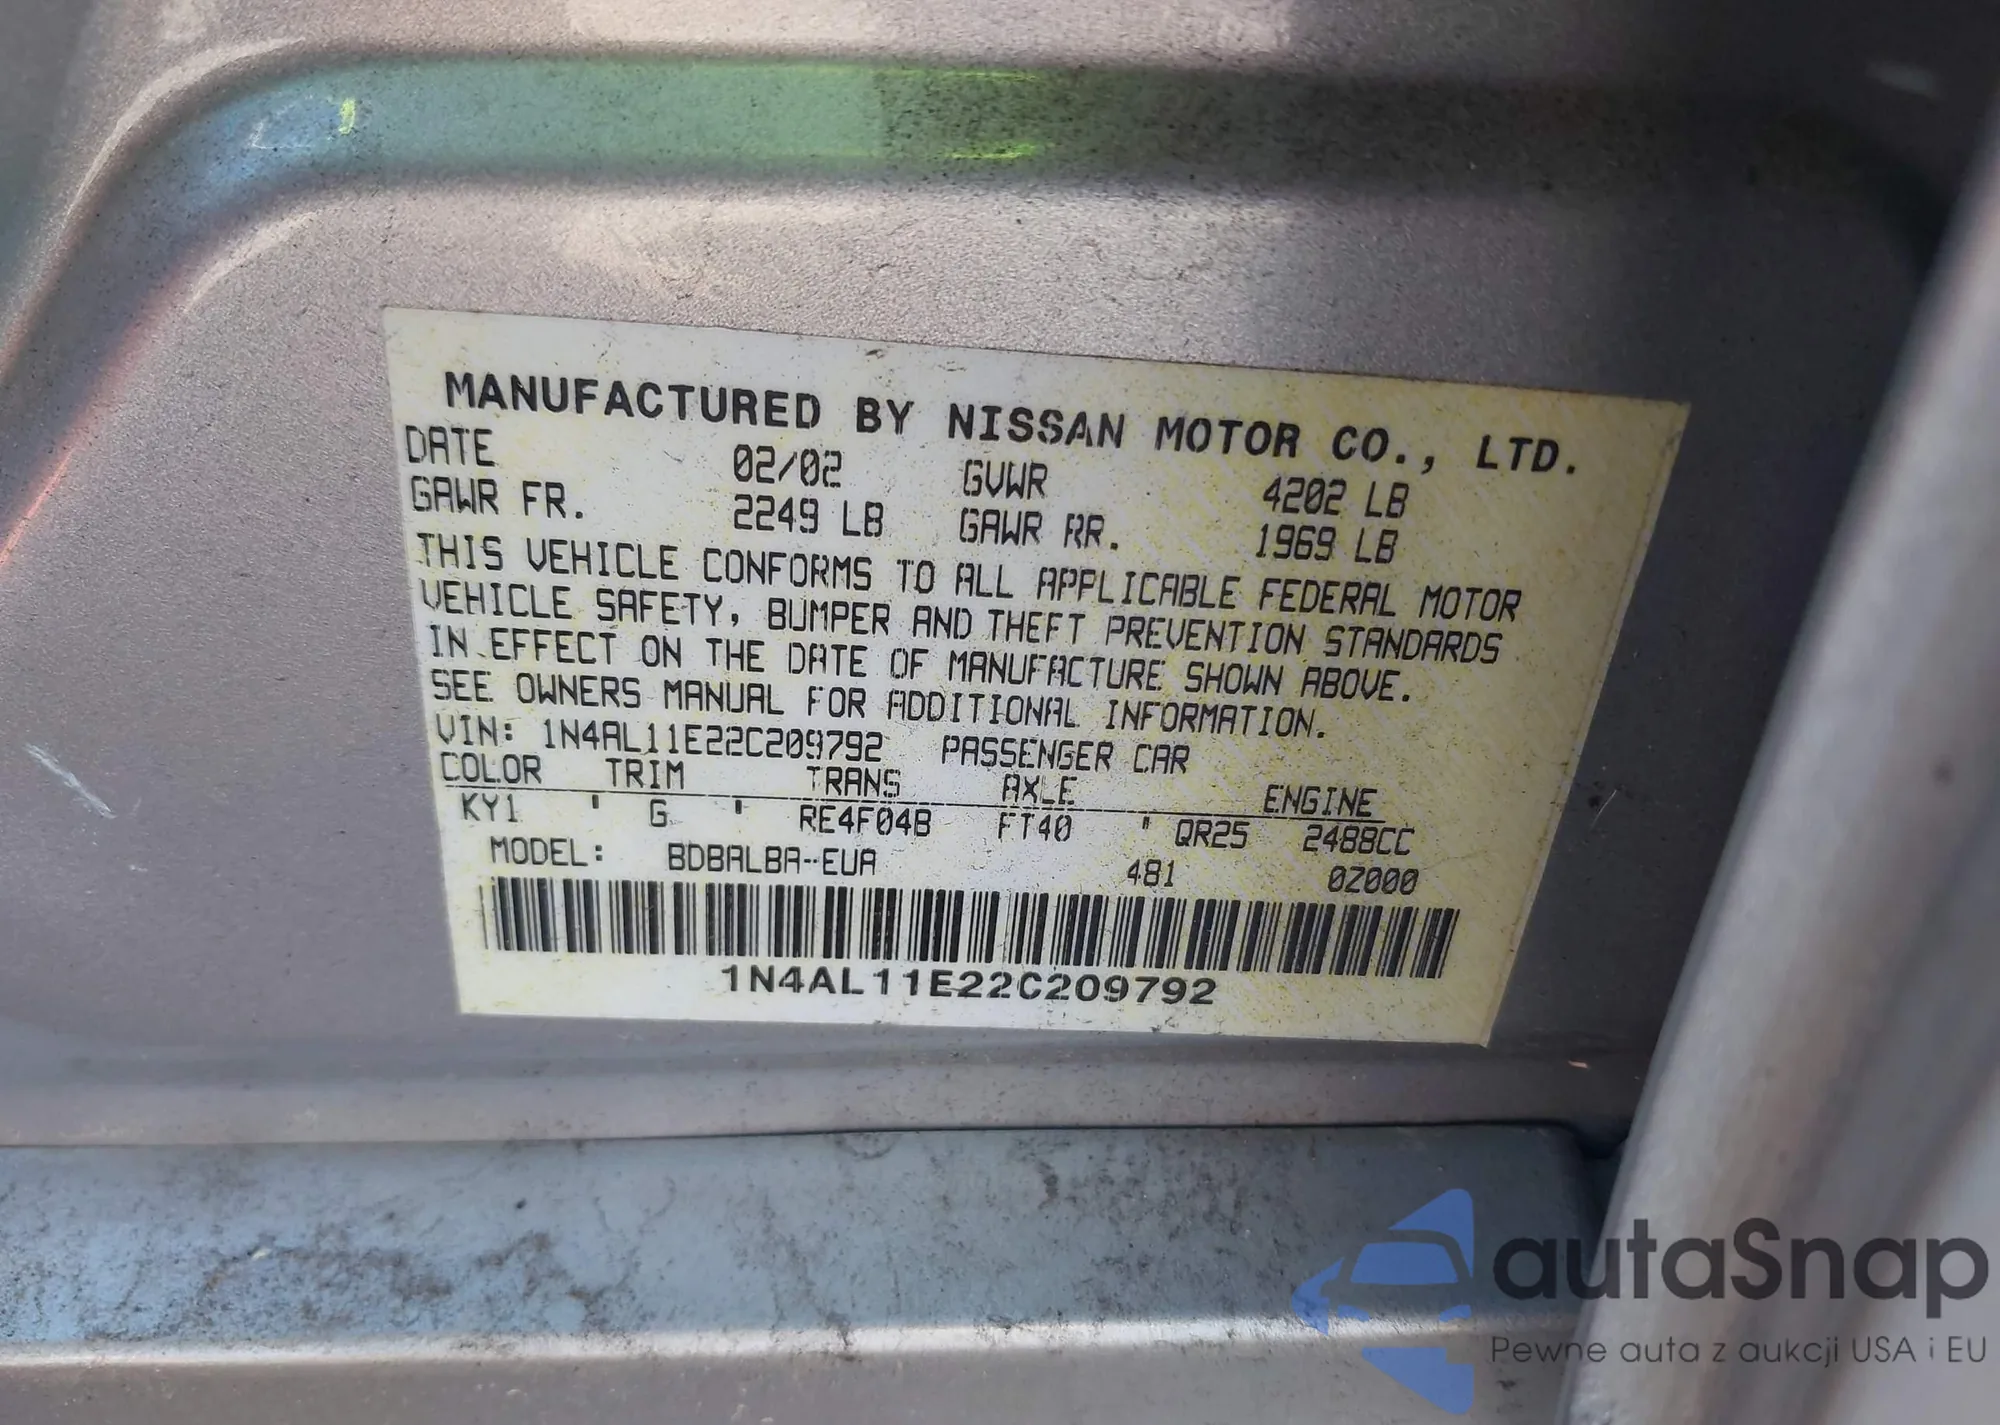 MANUFACTURED BY NISSAN MOTOR CO., LTD.
DATE 02/02 GVWR 4202 LB
GAWR FR. 2249 LB GAWR RR. 1969 LB
THIS VEHICLE CONFORMS TO ALL APPLICABLE FEDERAL MOTOR
VEHICLE SAFETY, BUMPER AND THEFT PREVENTION STANDARDS
IN EFFECT ON THE DATE OF MANUFACTURE SHOWN ABOVE.
SEE OWNERS MANUAL FOR ADDITIONAL INFORMATION.
VIN: 1N4AL11E22C209792 PASSENGER CAR
COLOR TRIM TRANS AXLE ENGINE
KY1 ' G ' RE4F04B FT40 ' QR25 2488CC
MODEL: BDBALBA-EUA 481 0Z000
1N4AL11E22C209792
autaSnap
Pewne auta z aukcji USA i EU